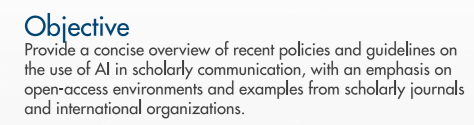 Objective
Provide a concise overview of recent policies and guidelines on
the use of AI in scholarly communication, with an emphasis on
open-access environments and examples from scholarly journals
and international organizations.